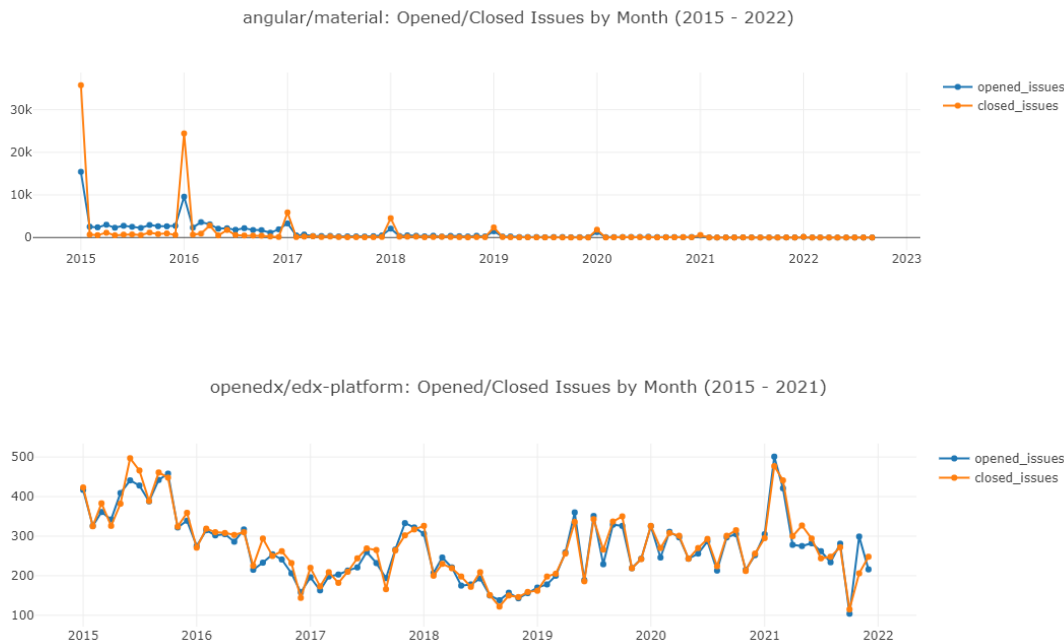 angular/material: Opened/Closed Issues by Month (2015 - 2022)
opened_issues
closed_issues
30k
20k
10k
0
2015 2016 2017 2018 2019 2020 2021 2022 2023
openedx/edx-platform: Opened/Closed Issues by Month (2015 - 2021)
opened_issues
closed_issues
500
400
300
200
100
2015 2016 2017 2018 2019 2020 2021 2022